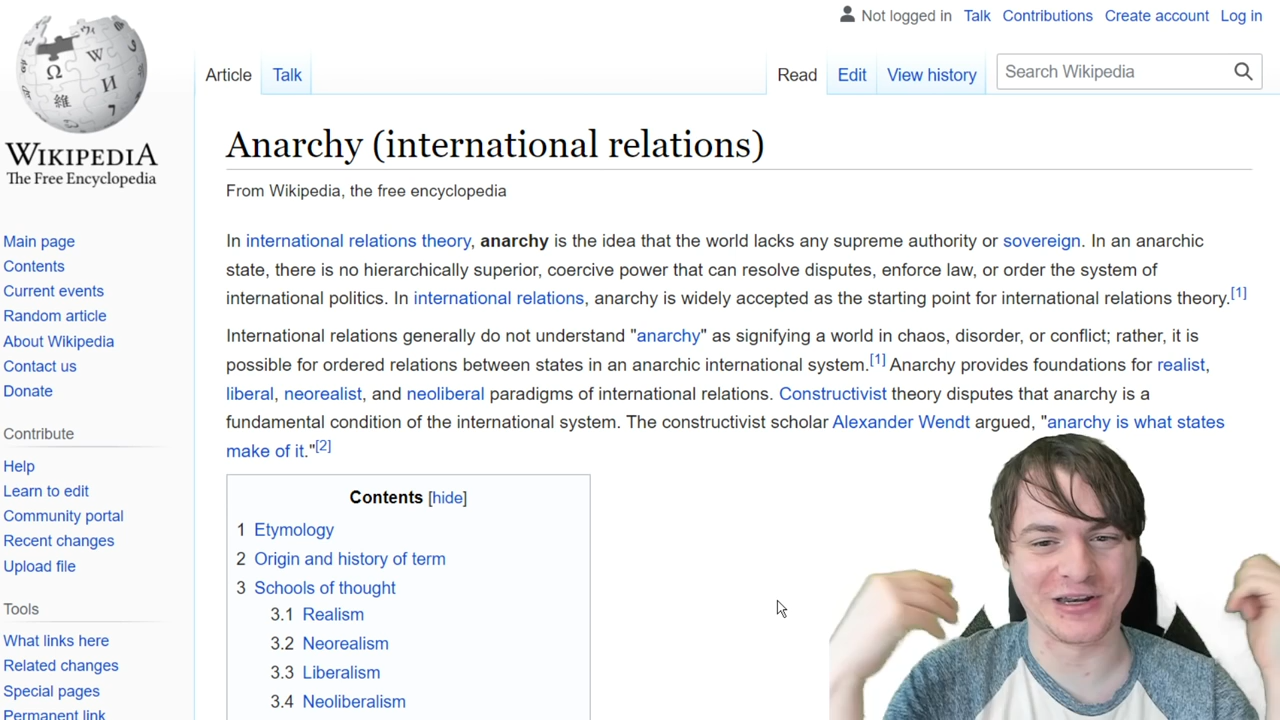 Not logged in Talk Contributions Create account Log in
Article Talk Read Edit View history Search Wikipedia
WIKIPEDIA
The Free Encyclopedia
Anarchy (international relations)
From Wikipedia, the free encyclopedia
In international relations theory, anarchy is the idea that the world lacks any supreme authority or sovereign. In an anarchic
state, there is no hierarchically superior, coercive power that can resolve disputes, enforce law, or order the system of
international politics. In international relations, anarchy is widely accepted as the starting point for international relations theory.[1]
International relations generally do not understand "anarchy" as signifying a world in chaos, disorder, or conflict; rather, it is
possible for ordered relations between states in an anarchic international system.[1] Anarchy provides foundations for realist,
liberal, neorealist, and neoliberal paradigms of international relations. Constructivist theory disputes that anarchy is a
fundamental condition of the international system. The constructivist scholar Alexander Wendt argued, "anarchy is what states
make of it."[2]
Contents [hide]
1 Etymology
2 Origin and history of term
3 Schools of thought
3.1 Realism
3.2 Neorealism
3.3 Liberalism
3.4 Neoliberalism
Main page
Contents
Current events
Random article
About Wikipedia
Contact us
Donate
Contribute
Help
Learn to edit
Community portal
Recent changes
Upload file
Tools
What links here
Related changes
Special pages
Permanent link